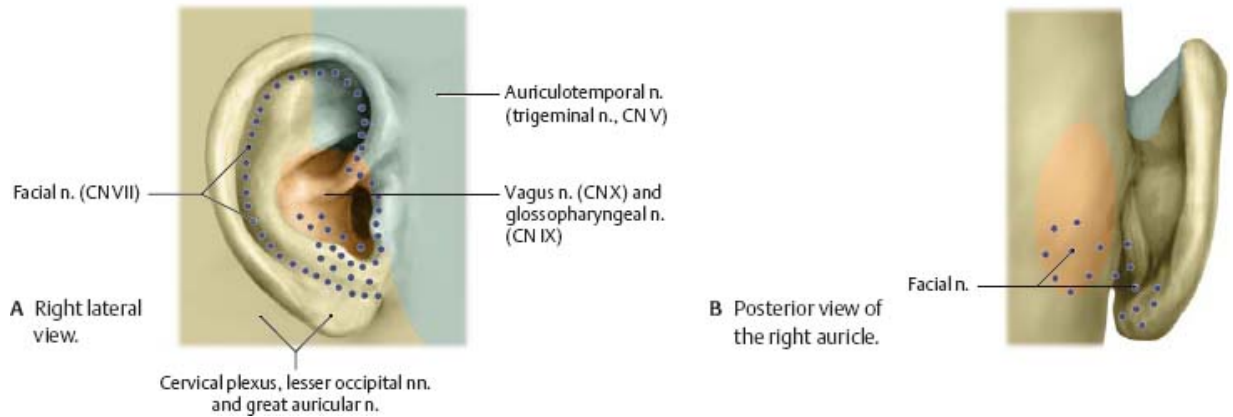 Auriculotemporal n.
(trigeminal n., CN V)
Facial n. (CN VII)
Vagus n. (CN X) and
glossopharyngeal n.
(CN IX)
A Right lateral
view.
Cervical plexus, lesser occipital nn.
and great auricular n.
Facial n.
B Posterior view of
the right auricle.